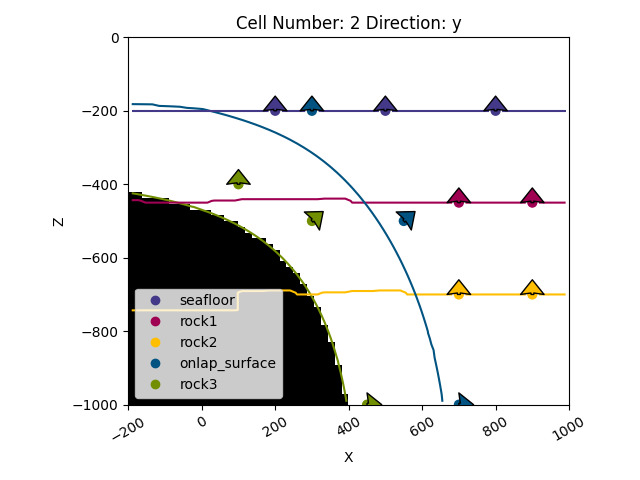 Cell Number: 2 Direction: y
0
−200
−400
−600
−800
−1000
Z
seafloor
rock1
rock2
onlap_surface
rock3
−200
0
200
400
600
800
1000
X